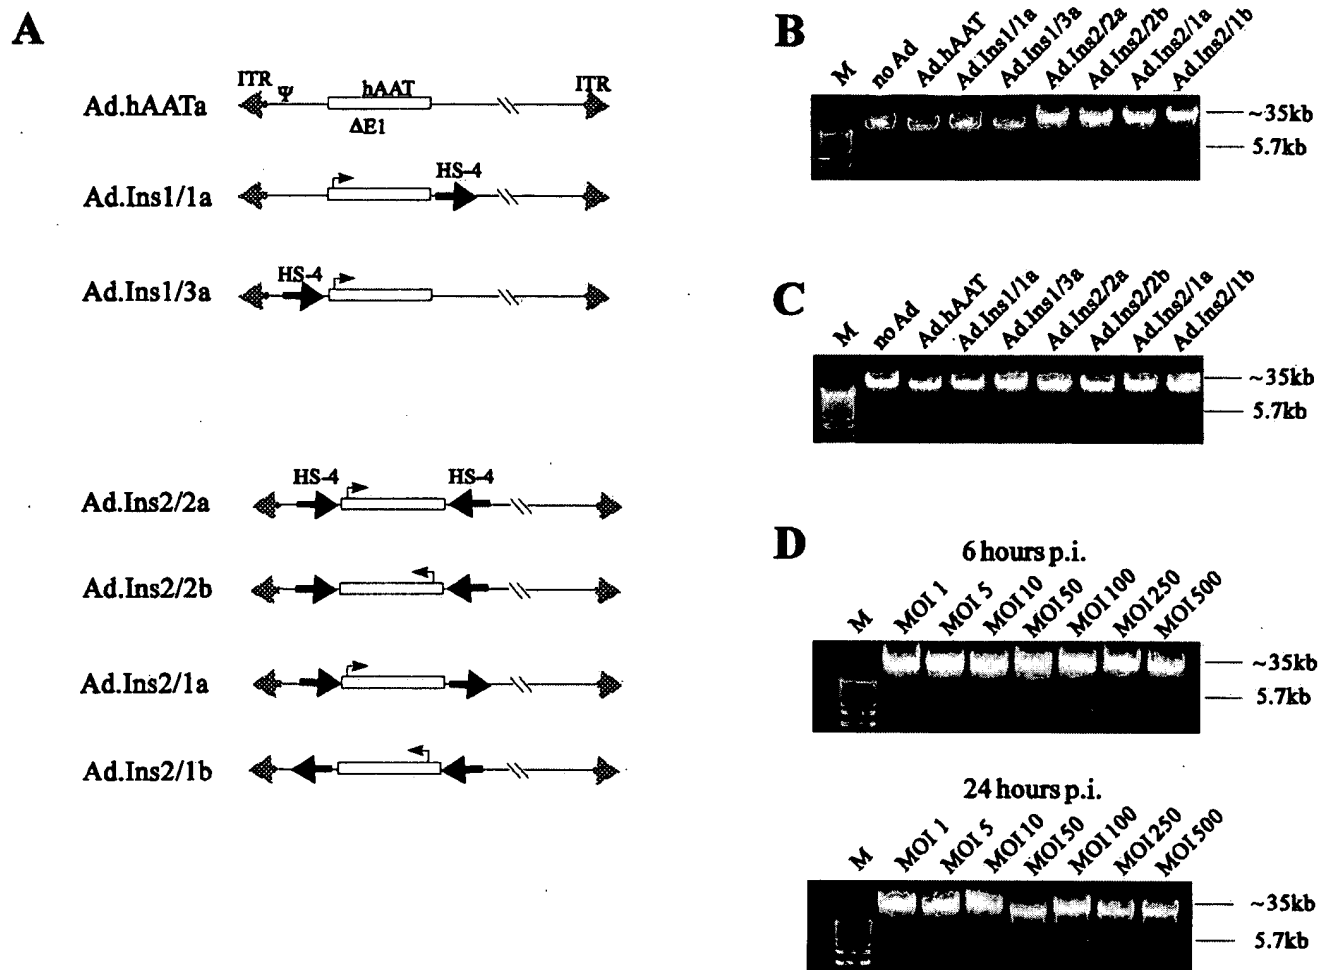 A
ITR
Ψ
hAAT
ITR
Ad.hAATa
ΔE1
HS-4
Ad.Ins1/1a
HS-4
Ad.Ins1/3a
HS-4
HS-4
Ad.Ins2/2a
Ad.Ins2/2b
Ad.Ins2/1a
Ad.Ins2/1b
B
M
no Ad
Ad.hAAT
Ad.Ins1/1a
Ad.Ins1/3a
Ad.Ins2/2a
Ad.Ins2/2b
Ad.Ins2/1a
Ad.Ins2/1b
~35kb
5.7kb
C
M
no Ad
Ad.hAAT
Ad.Ins1/1a
Ad.Ins1/3a
Ad.Ins2/2a
Ad.Ins2/2b
Ad.Ins2/1a
Ad.Ins2/1b
~35kb
5.7kb
D
6 hours p.i.
M
MOI 1
MOI 5
MOI 10
MOI 50
MOI 100
MOI 250
MOI 500
~35kb
5.7kb
24 hours p.i.
M
MOI 1
MOI 5
MOI 10
MOI 50
MOI 100
MOI 250
MOI 500
~35kb
5.7kb